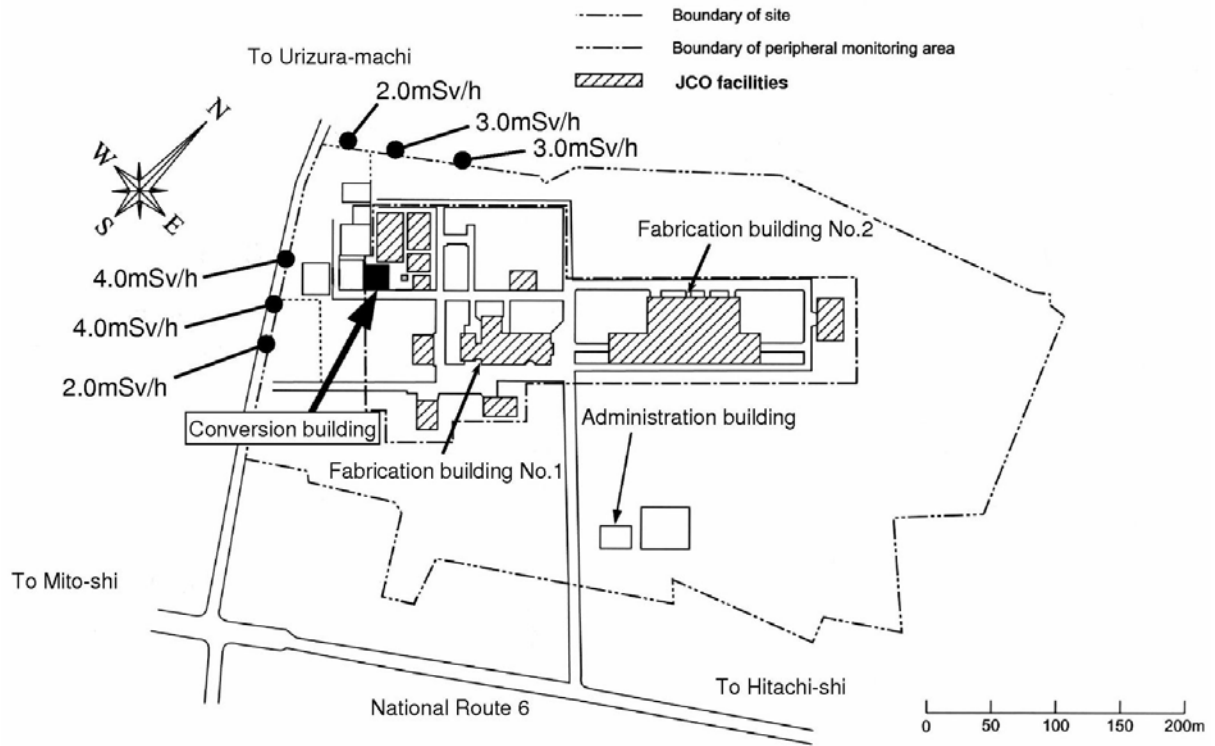 Boundary of site
Boundary of peripheral monitoring area
JCO facilities
To Urizura-machi
2.0mSv/h
3.0mSv/h
3.0mSv/h
N
W
S
E
Fabrication building No.2
4.0mSv/h
4.0mSv/h
2.0mSv/h
Conversion building
Administration building
Fabrication building No.1
To Mito-shi
To Hitachi-shi
National Route 6
0 50 100 150 200m